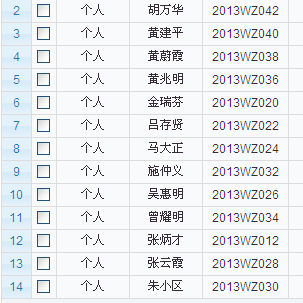 2 个人 胡万华 2013WZ042
3 个人 黄建平 2013WZ040
4 个人 黄蔚霞 2013WZ038
5 个人 黄兆明 2013WZ036
6 个人 金瑞芬 2013WZ020
7 个人 吕存贤 2013WZ022
8 个人 马大正 2013WZ024
9 个人 施仲义 2013WZ032
10 个人 吴惠明 2013WZ026
11 个人 曾耀明 2013WZ034
12 个人 张炳才 2013WZ012
13 个人 张云霞 2013WZ028
14 个人 朱小区 2013WZ030